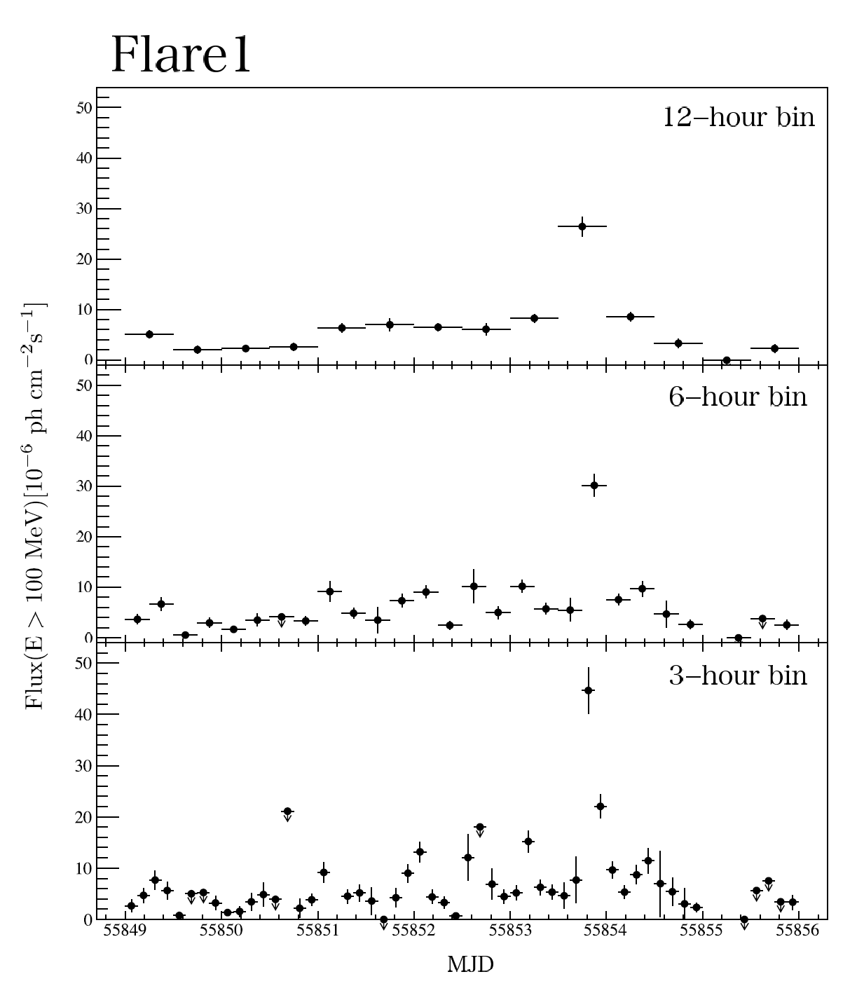 Flare1
12–hour bin
50
40
30
20
10
0
6–hour bin
50
40
30
20
10
0
3–hour bin
50
40
30
20
10
0
Flux(E > 100 MeV)[10⁻⁶ ph cm⁻²s⁻¹]
55849 55850 55851 55852 55853 55854 55855 55856
MJD